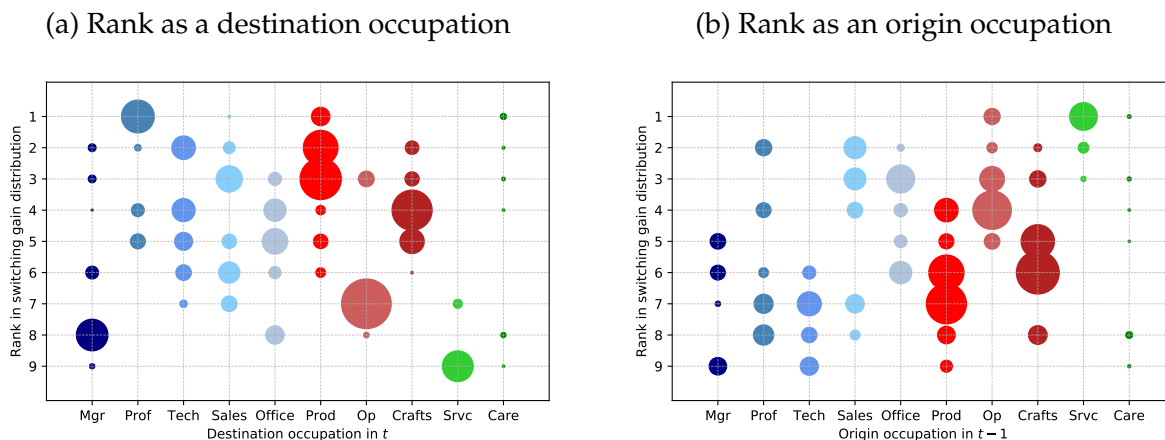 (a) Rank as a destination occupation
Rank in switching gain distribution
1
2
3
4
5
6
7
8
9
Mgr Prof Tech Sales Office Prod Op Crafts Srvc Care
Destination occupation in t
(b) Rank as an origin occupation
Rank in switching gain distribution
1
2
3
4
5
6
7
8
9
Mgr Prof Tech Sales Office Prod Op Crafts Srvc Care
Origin occupation in t − 1